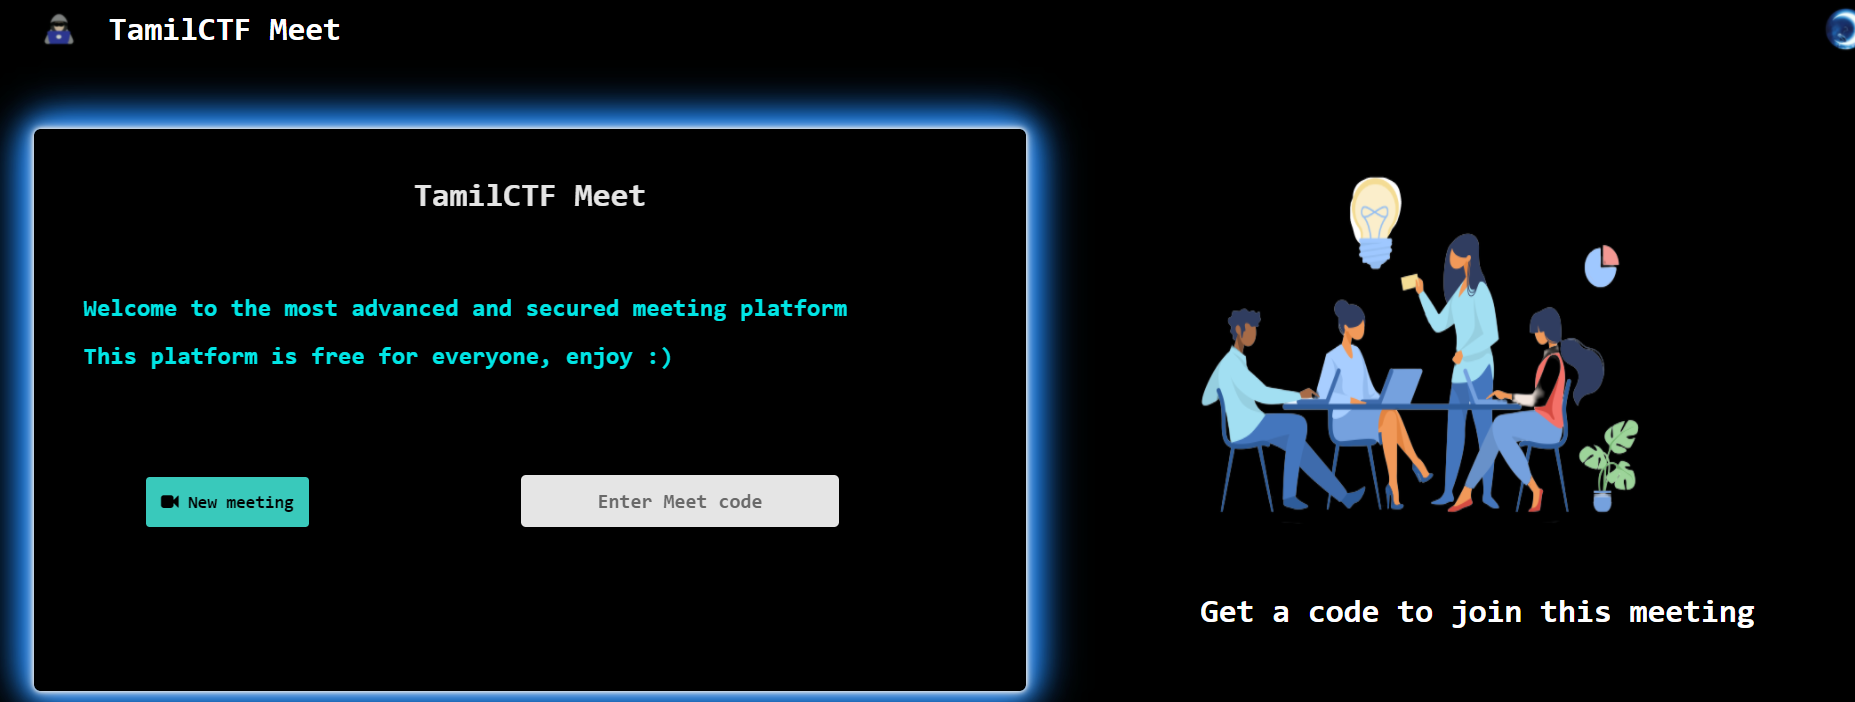 TamilCTF Meet
TamilCTF Meet
Welcome to the most advanced and secured meeting platform
This platform is free for everyone, enjoy :)
New meeting
Enter Meet code
Get a code to join this meeting